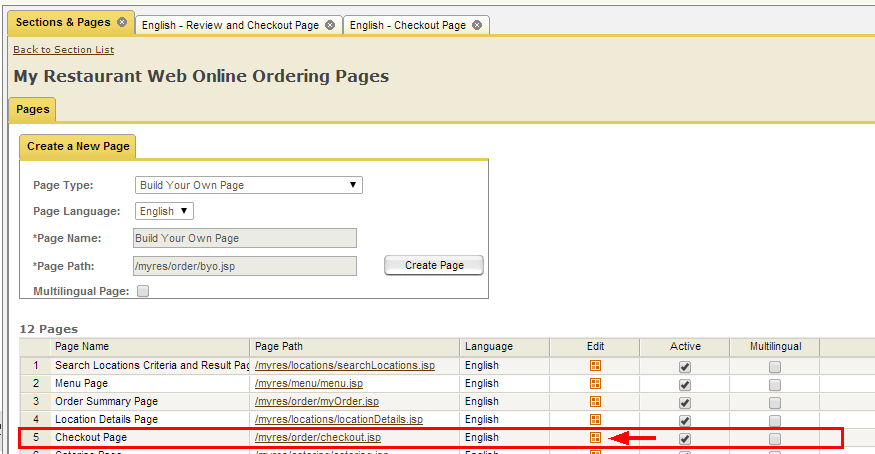 Sections & Pages English - Review and Checkout Page English - Checkout Page
Back to Section List
My Restaurant Web Online Ordering Pages
Pages
Create a New Page
Page Type: Build Your Own Page
Page Language: English
*Page Name: Build Your Own Page
*Page Path: /myres/order/byo.jsp Create Page
Multilingual Page:
12 Pages
Page Name Page Path Language Edit Active Multilingual
1 Search Locations Criteria and Result Pag /myres/locations/searchLocations.jsp English
2 Menu Page /myres/menu/menu.jsp English
3 Order Summary Page /myres/order/myOrder.jsp English
4 Location Details Page /myres/locations/locationDetails.jsp English
5 Checkout Page /myres/order/checkout.jsp English